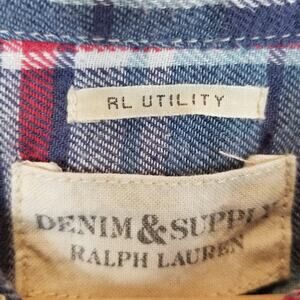 RL UTILITY
DENIM & SUPPLY
RALPH LAUREN